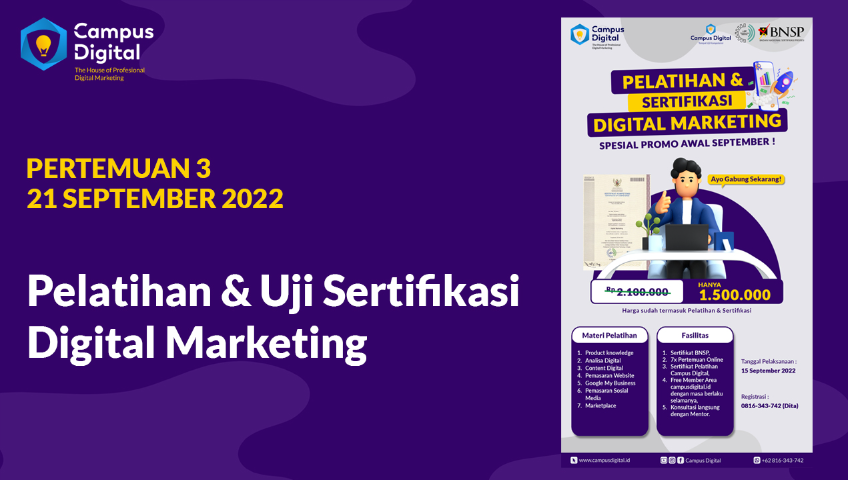 Campus
Digital
The House of Profesional
Digital Marketing
PERTEMUAN 3
21 SEPTEMBER 2022
Pelatihan & Uji Sertifikasi
Digital Marketing
Campus
Digital
The House of Profesional
Digital Marketing
Campus Digital
BNSP
PELATIHAN &
SERTIFIKASI
DIGITAL MARKETING
SPESIAL PROMO AWAL SEPTEMBER !
Ayo Gabung Sekarang!
Rp 2.100.000
HANYA
1.500.000
Harga sudah termasuk Pelatihan & Sertifikasi
Materi Pelatihan
1. Product knowledge
2. Analisa Digital
3. Content Digital
4. Pemasaran Website
5. Google My Business
6. Pemasaran Sosial
Media
7. Marketplace
Fasilitas
1. Sertifikat BNSP,
2. 7x Pertemuan Online
3. Sertifikat Pelatihan
Campus Digital,
4. Free Member Area
campusdigital.id
dengan masa berlaku
selamanya,
5. Konsultasi langsung
dengan Mentor.
Tanggal Pelaksanaan :
15 September 2022
Registrasi :
0816-343-742 (Dita)
www.campusdigital.id
Campus Digital
+62 816-343-742